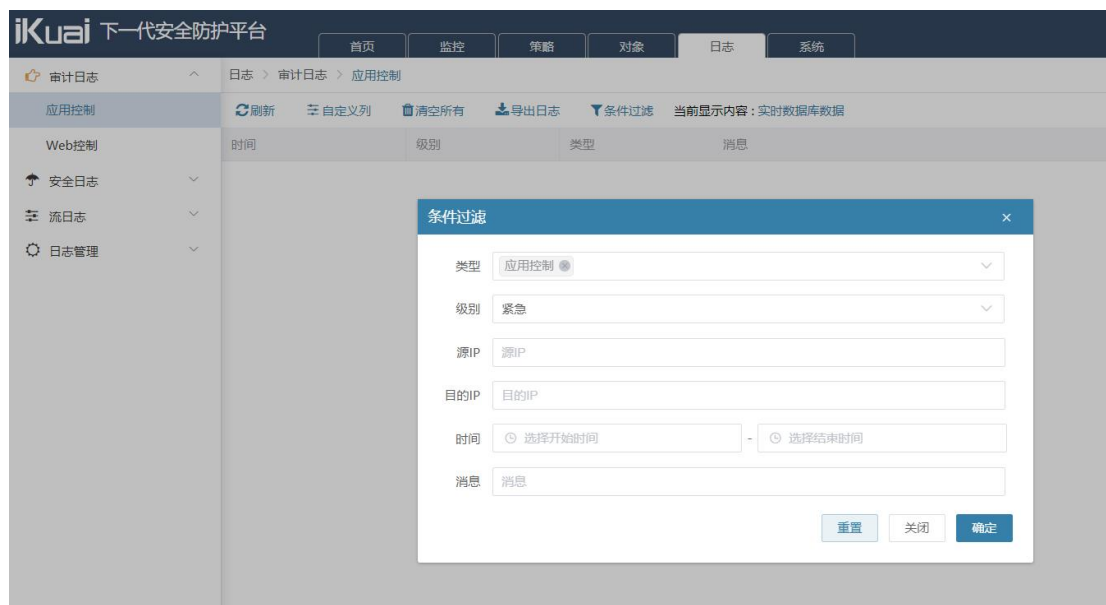 iKuai 下一代安全防护平台
首页 监控 策略 对象 日志 系统
审计日志
日志 > 审计日志 > 应用控制
应用控制
刷新 自定义列 清空所有 导出日志 条件过滤 当前显示内容：实时数据库数据
Web控制
时间 级别 类型 消息
安全日志
流日志
日志管理
条件过滤 ×
类型 应用控制
级别 紧急
源IP 源IP
目的IP 目的IP
时间 选择开始时间 - 选择结束时间
消息 消息
重置 关闭 确定